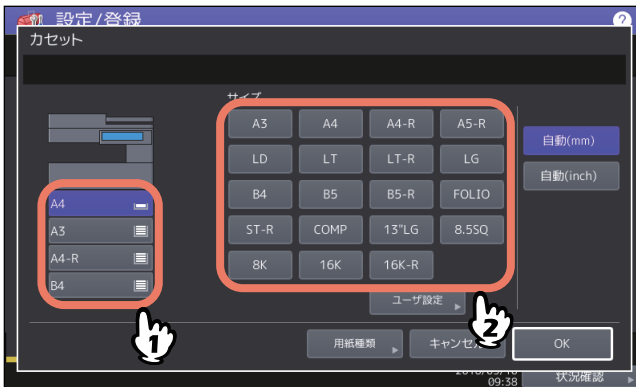 設定/登録 ?
カセット
サイズ
A3 A4 A4-R A5-R
LD LT LT-R LG
B4 B5 B5-R FOLIO
ST-R COMP 13"LG 8.5SQ
8K 16K 16K-R
自動(mm)
自動(inch)
A4
A3
A4-R
B4
ユーザ設定
1
2
用紙種類 キャンセル OK
09:38 状況確認